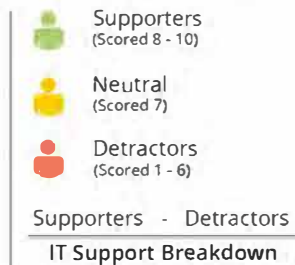 Supporters
(Scored 8 - 10)
Neutral
(Scored 7)
Detractors
(Scored 1 - 6)
Supporters - Detractors
IT Support Breakdown